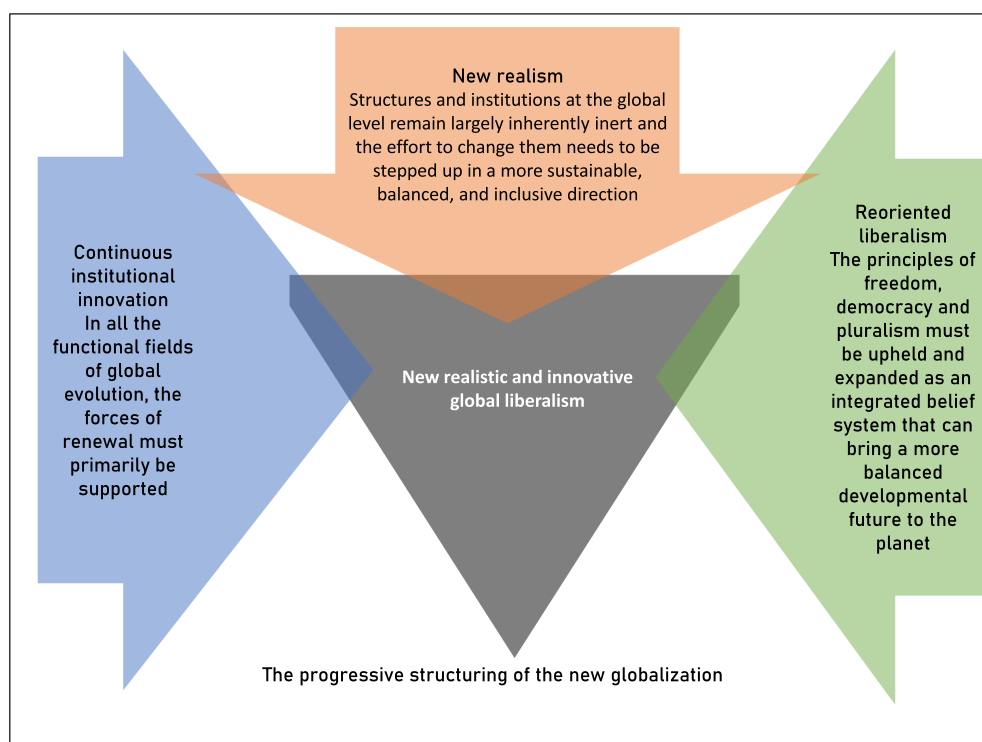 New realism
Structures and institutions at the global
level remain largely inherently inert and
the effort to change them needs to be
stepped up in a more sustainable,
balanced, and inclusive direction
Continuous
institutional
innovation
In all the
functional fields
of global
evolution, the
forces of
renewal must
primarily be
supported
New realistic and innovative
global liberalism
Reoriented
liberalism
The principles of
freedom,
democracy and
pluralism must
be upheld and
expanded as an
integrated belief
system that can
bring a more
balanced
developmental
future to the
planet
The progressive structuring of the new globalization